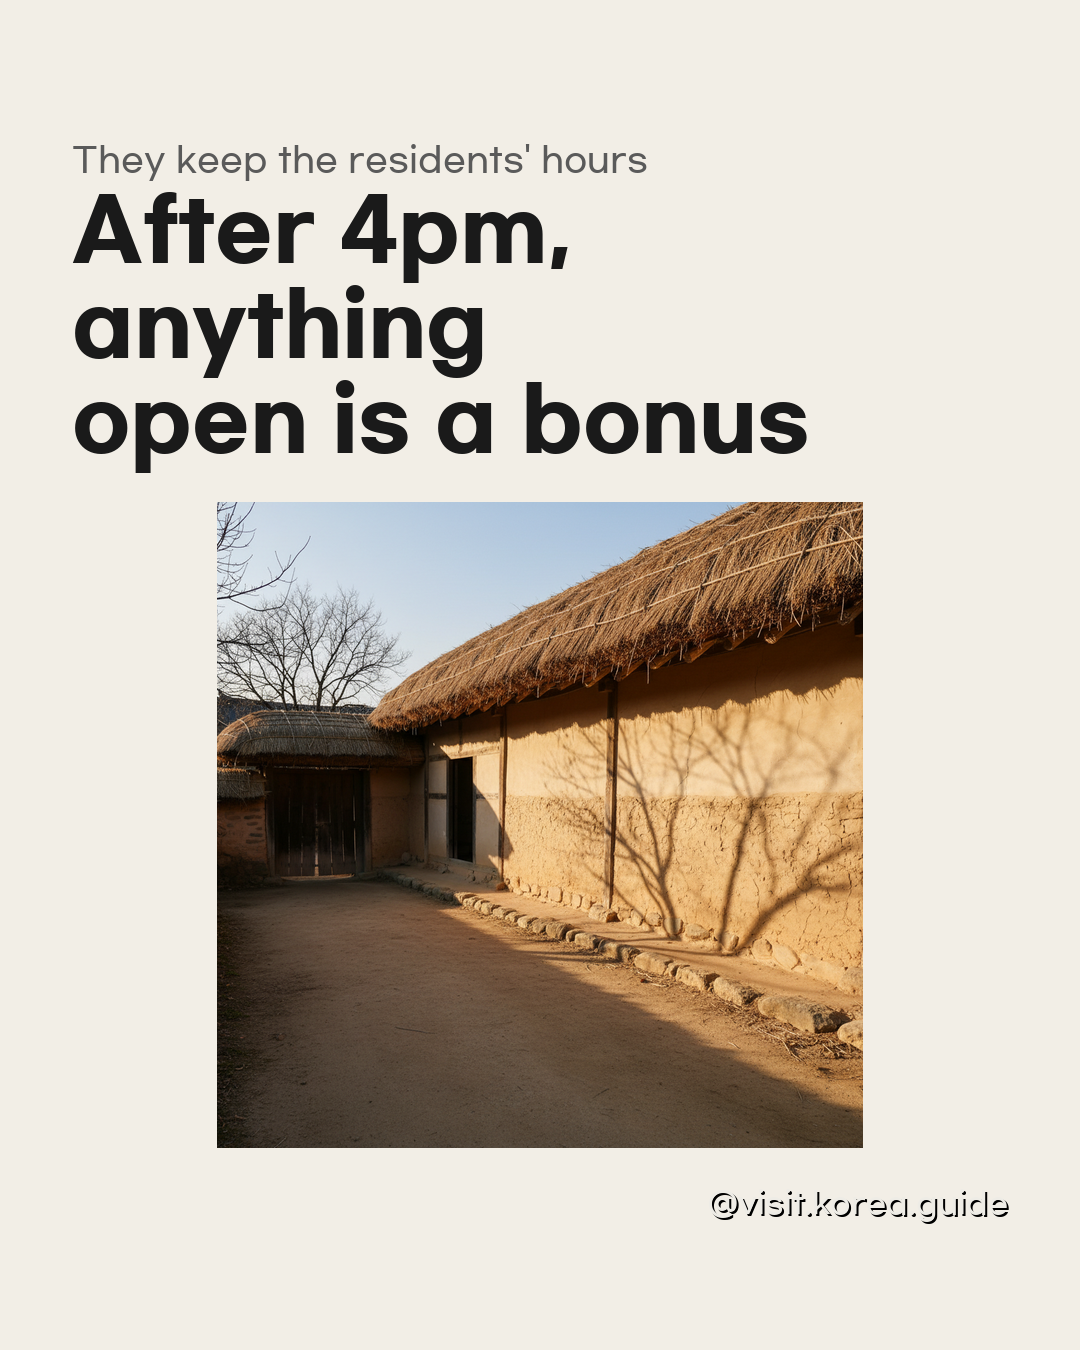 They keep the residents' hours
After 4pm,
anything
open is a bonus
@visit.korea.guide